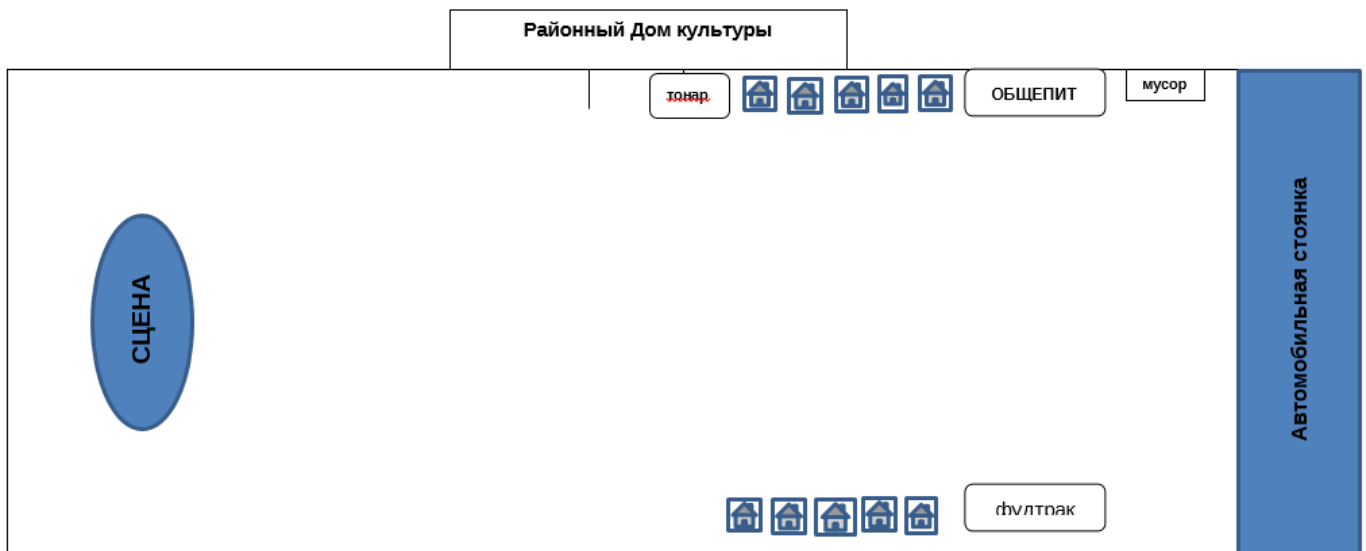 Районный Дом культуры
тонар
ОБЩЕПИТ
мусор
СЦЕНА
Автомобильная стоянка
фудтрак